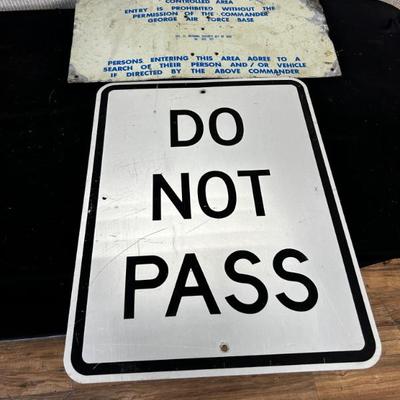 CONTROLLED AREA
ENTRY IS PROHIBITED WITHOUT THE
PERMISSION OF THE COMMANDER
GEORGE AIR FORCE BASE
PERSONS ENTERING THIS AREA AGREE TO A
SEARCH OF THEIR PERSON AND/OR VEHICLE
IF DIRECTED BY THE ABOVE COMMANDER
DO
NOT
PASS